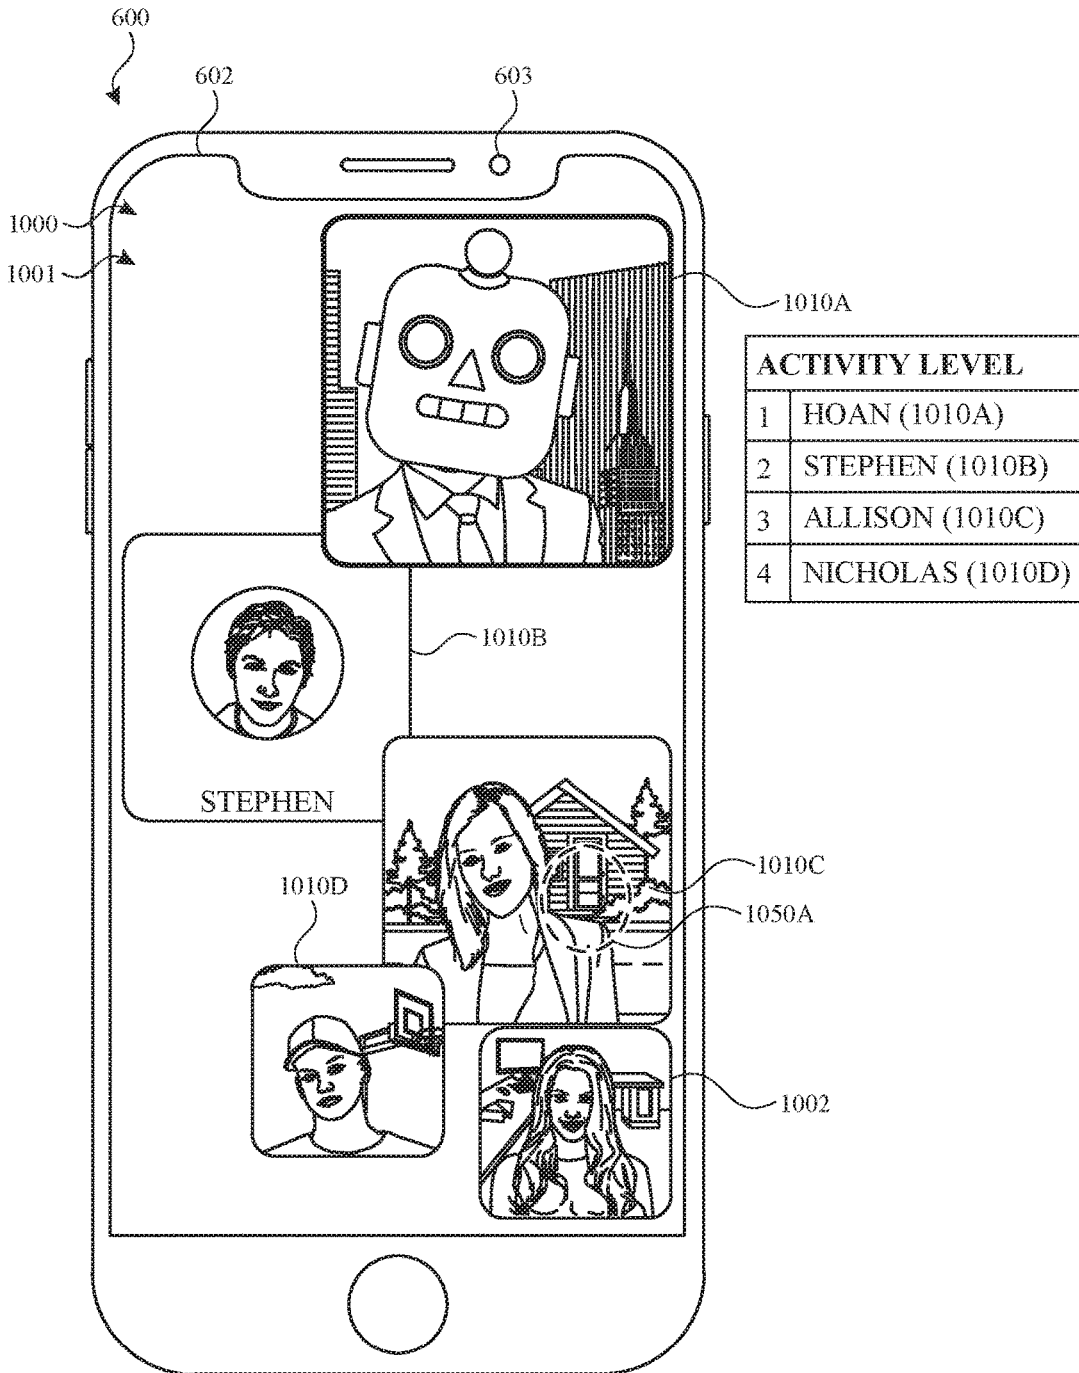 600
602
603
1000
1001
1010A
ACTIVITY LEVEL
1 HOAN (1010A)
2 STEPHEN (1010B)
3 ALLISON (1010C)
4 NICHOLAS (1010D)
1010B
STEPHEN
1010C
1010D
1050A
1002